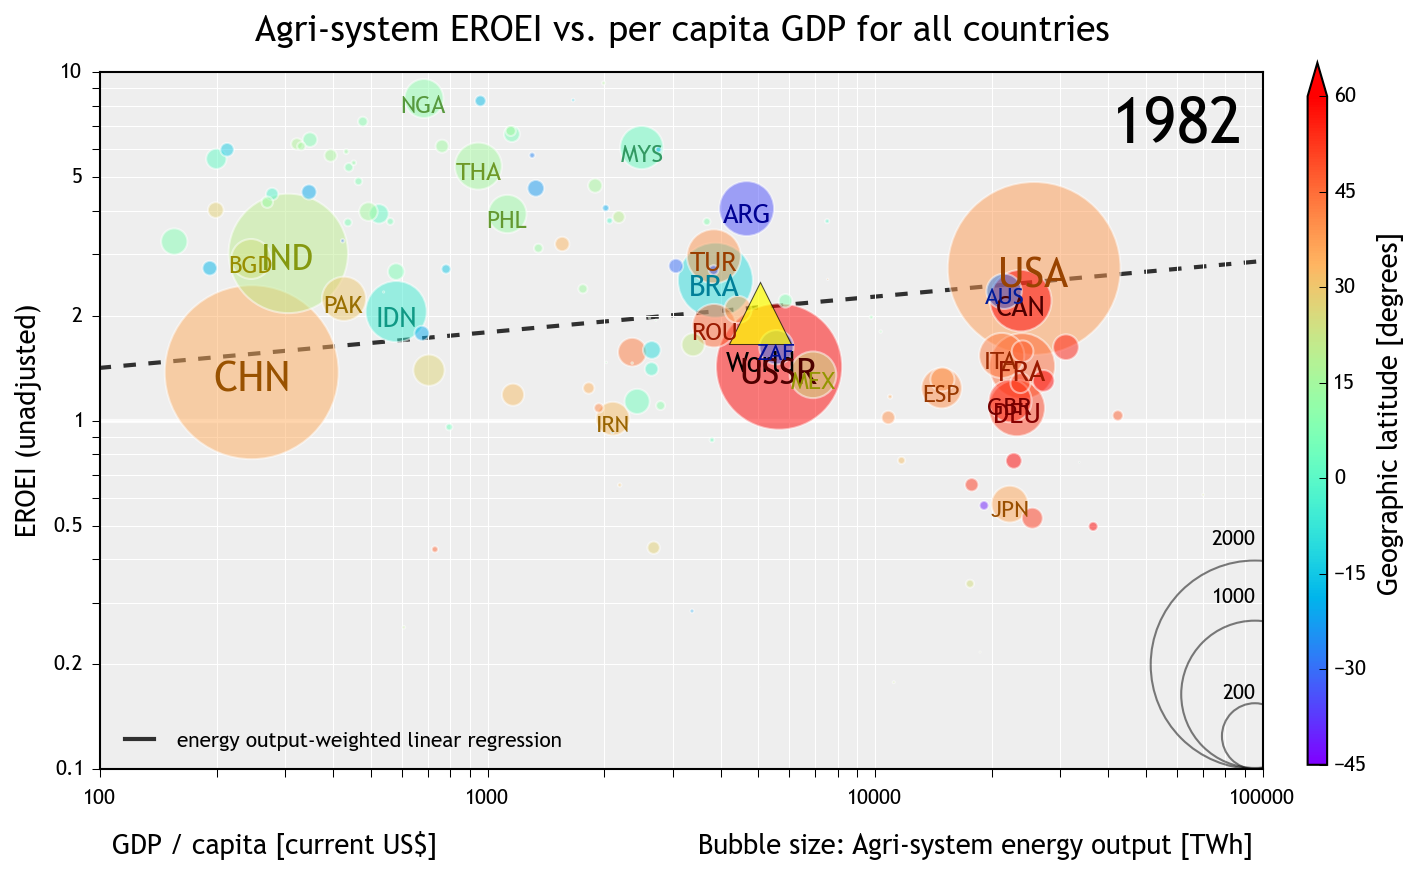 Agri-system EROEI vs. per capita GDP for all countries
1982
EROEI (unadjusted)
10
5
2
1
0.5
0.2
0.1
NGA
THA
MYS
PHL
ARG
IND
BGD
TUR
BRA
USA
AUS
CAN
PAK
IDN
ROU
ZAF
World
USSR
MEX
CHN
ITA
FRA
ESP
GBR
DEU
IRN
JPN
2000
1000
200
energy output-weighted linear regression
100
1000
10000
100000
GDP / capita [current US$]
Bubble size: Agri-system energy output [TWh]
60
45
30
15
0
−15
−30
−45
Geographic latitude [degrees]